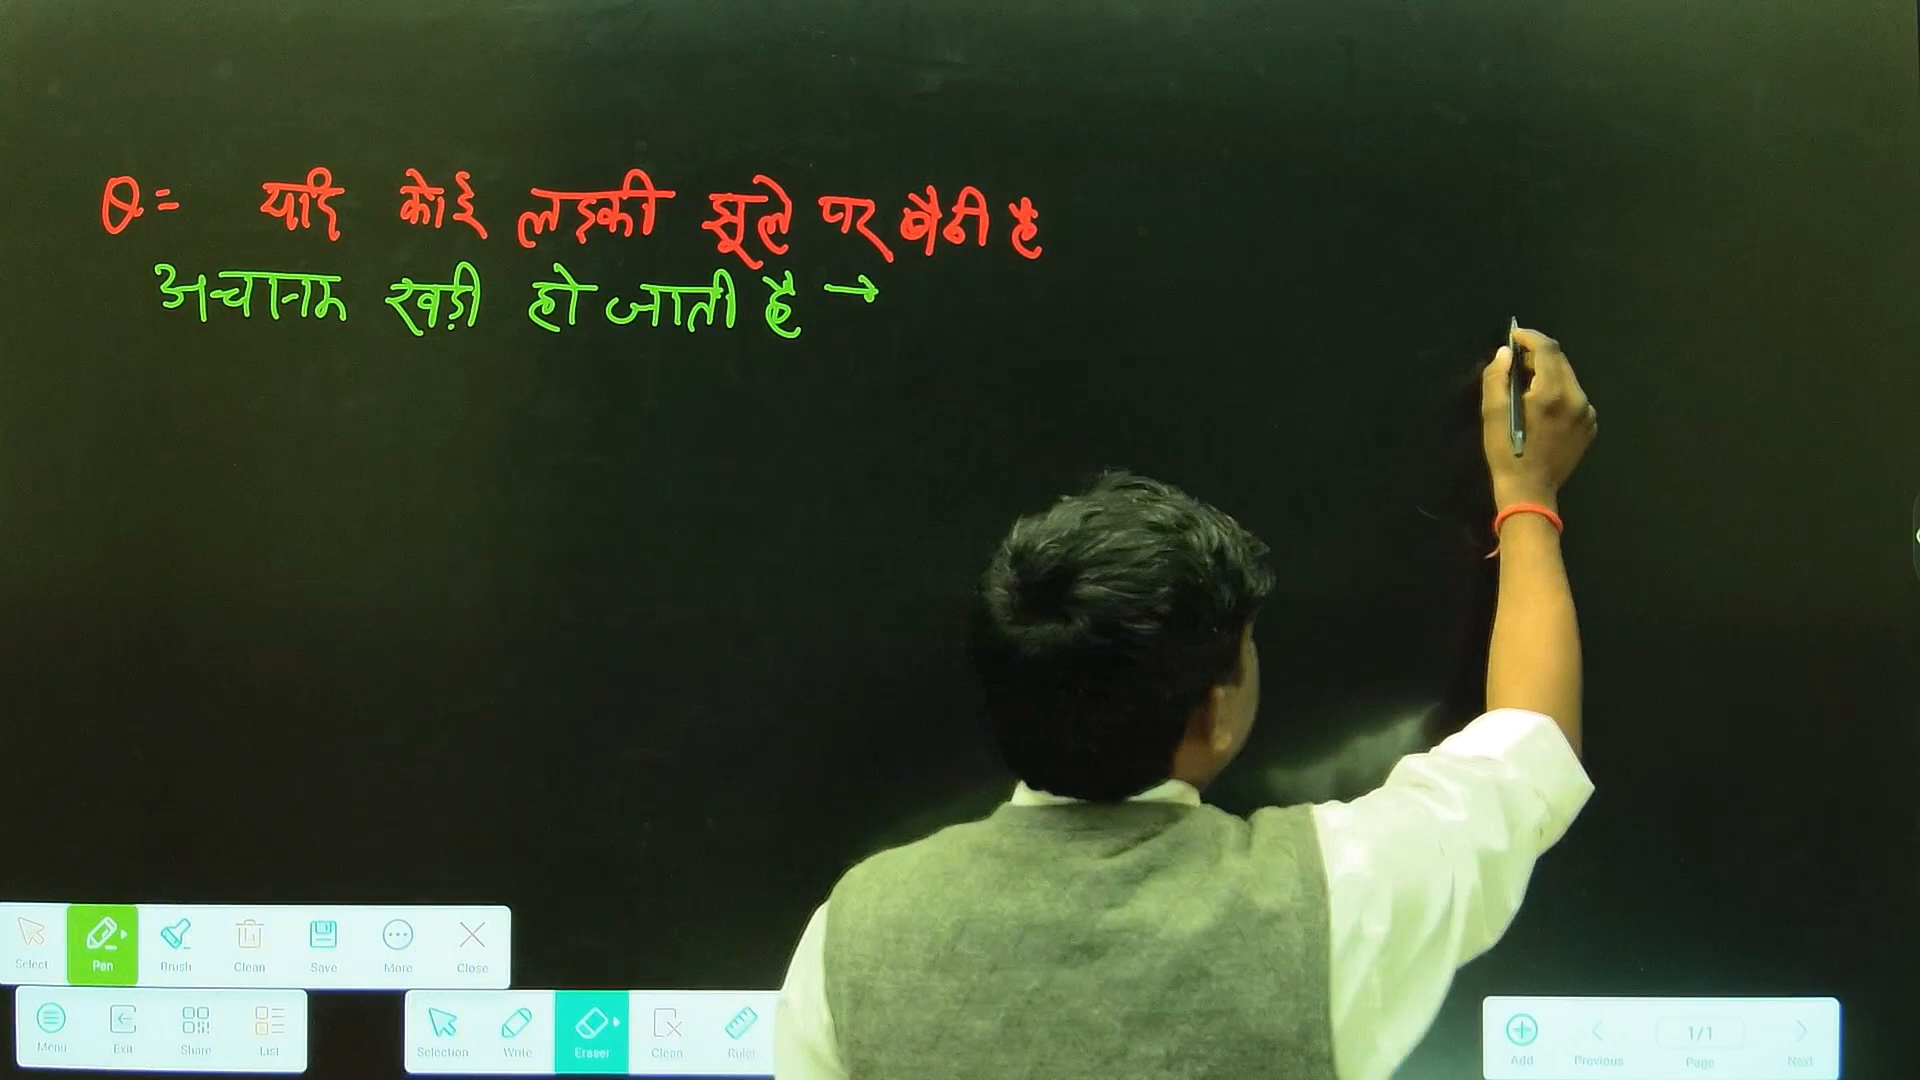 Q= यदि कोई लड़की झूले पर बैठी है
अचानक खड़ी हो जाती है →
Select Pen Brush Clean Save More Close
Menu Exit Share List
Selection Write Eraser Clean Ruler
Add Previous 1/1 Page Next